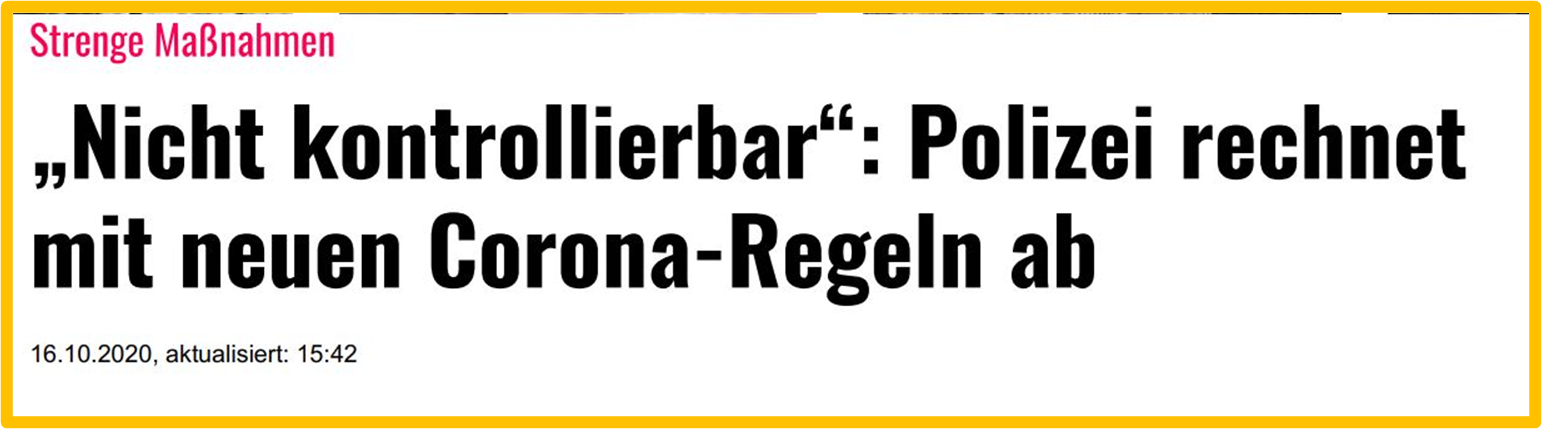 Strenge Maßnahmen
„Nicht kontrollierbar“: Polizei rechnet
mit neuen Corona-Regeln ab
16.10.2020, aktualisiert: 15:42